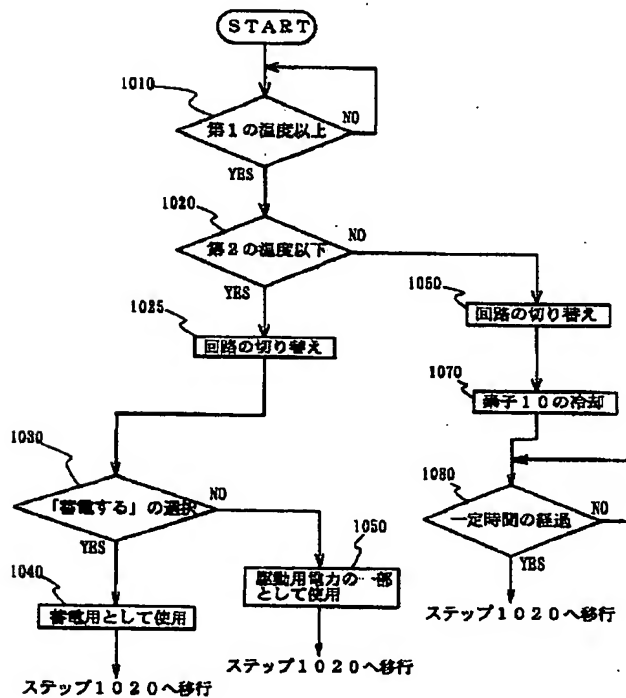 START
1010
第1の温度以上
NO
YES
1020
第2の温度以下
NO
YES
1025
回路の切り替え
1060
回路の切り替え
1070
素子10の冷却
1030
「蓄電する」の選択
NO
YES
1080
一定時間の経過
NO
YES
1040
蓄電用として使用
1050
駆動用電力の一部
として使用
ステップ1020へ移行
ステップ1020へ移行
ステップ1020へ移行